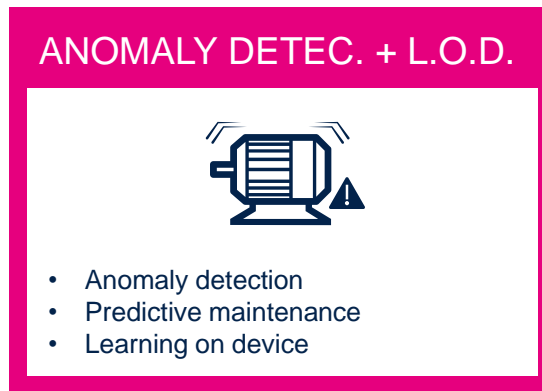 ANOMALY DETEC. + L.O.D.
• Anomaly detection
• Predictive maintenance
• Learning on device